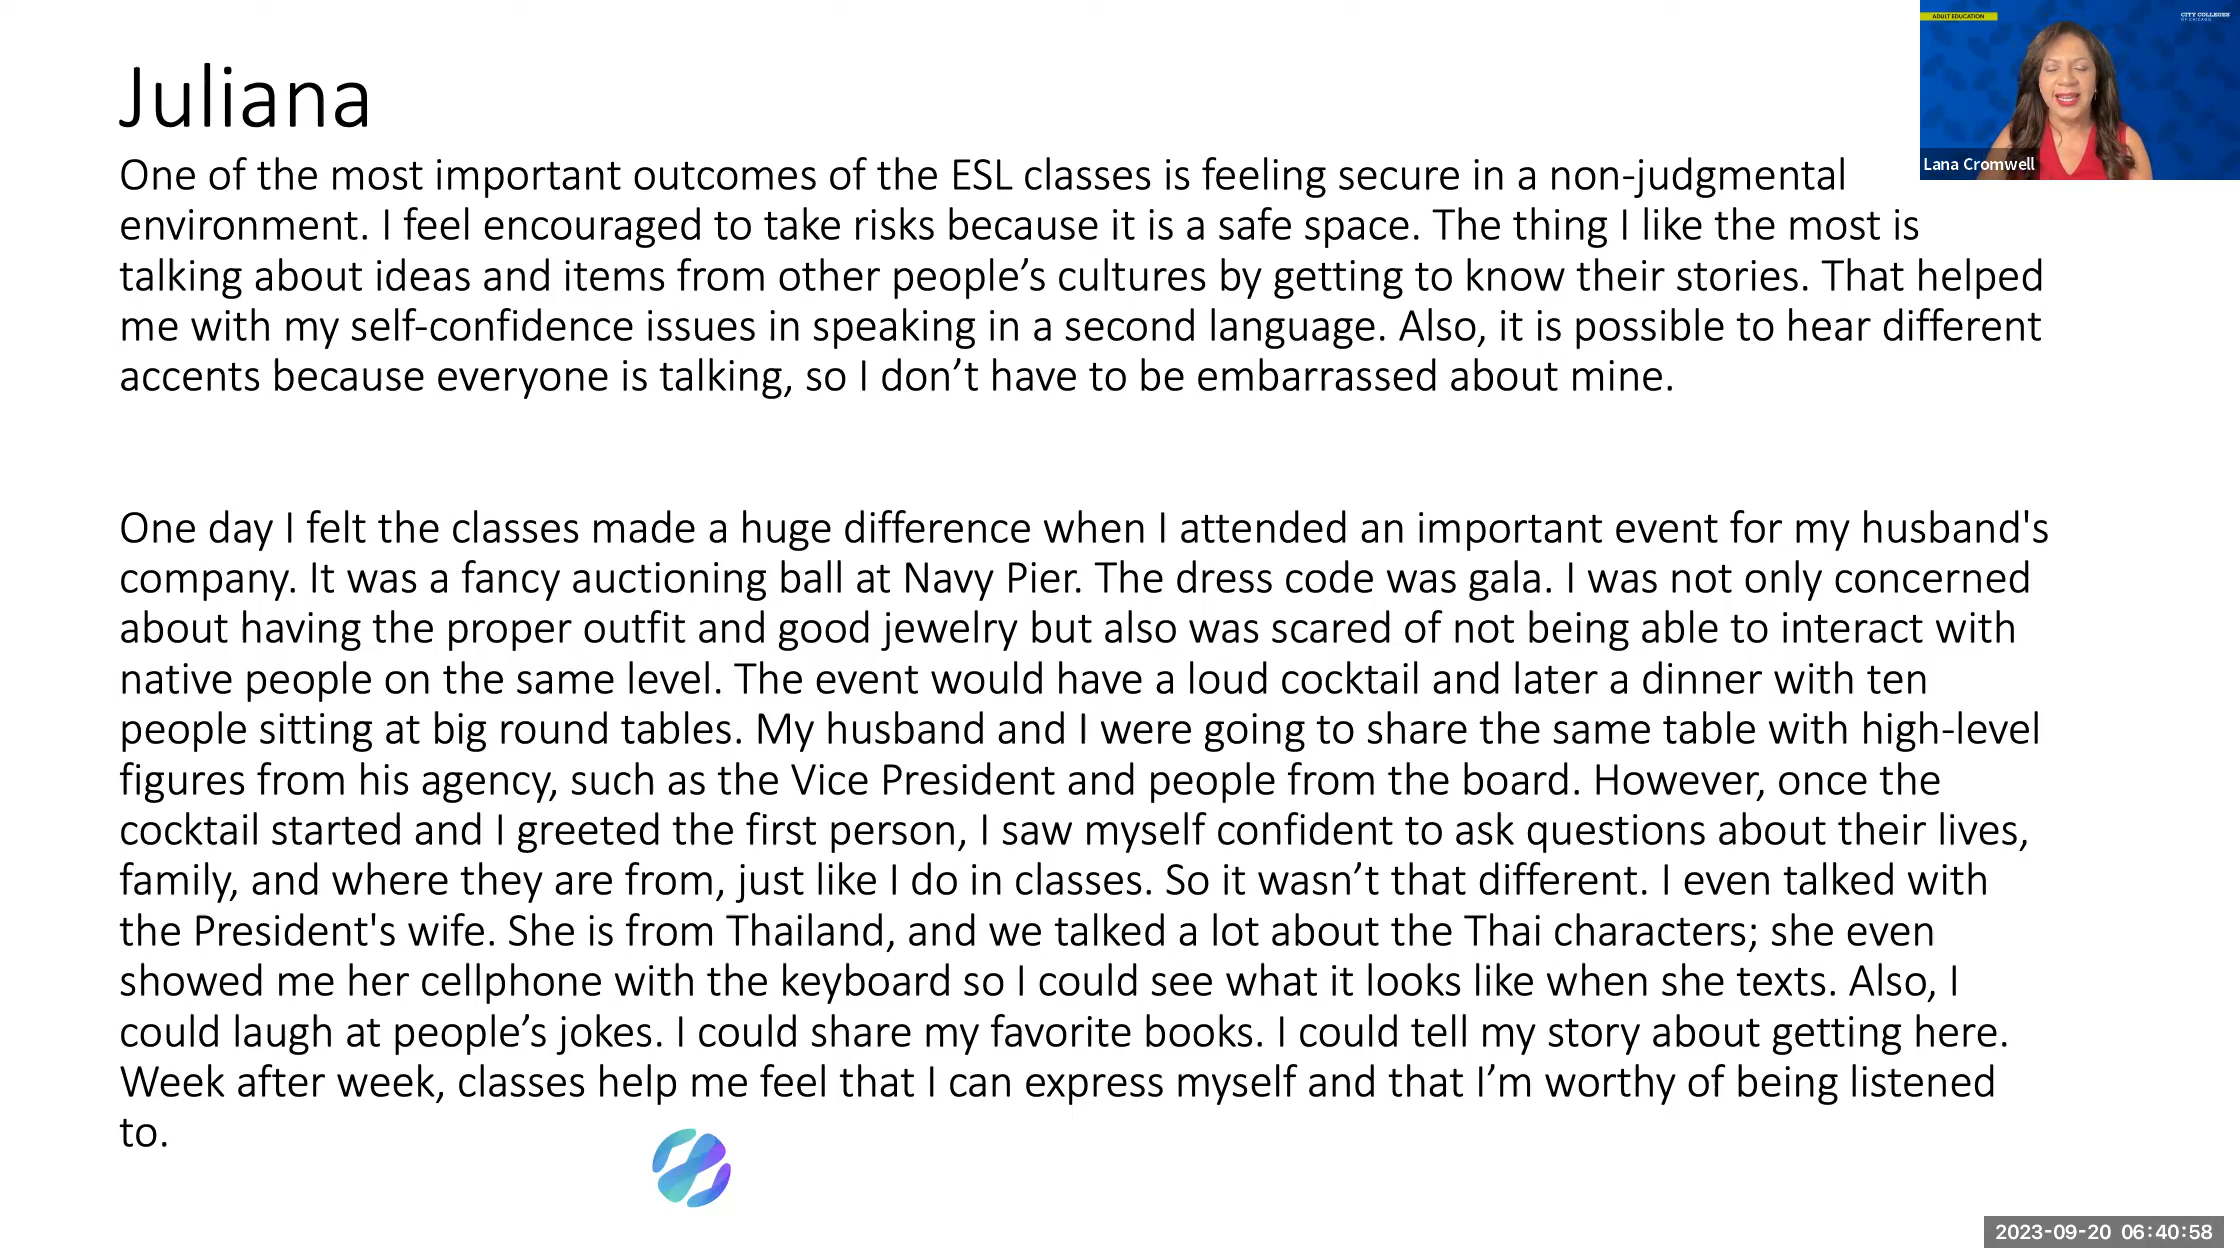 ADULT EDUCATION
CITY COLLEGES
OF CHICAGO
Lana Cromwell
Juliana
One of the most important outcomes of the ESL classes is feeling secure in a non-judgmental
environment. I feel encouraged to take risks because it is a safe space. The thing I like the most is
talking about ideas and items from other people’s cultures by getting to know their stories. That helped
me with my self-confidence issues in speaking in a second language. Also, it is possible to hear different
accents because everyone is talking, so I don’t have to be embarrassed about mine.
One day I felt the classes made a huge difference when I attended an important event for my husband's
company. It was a fancy auctioning ball at Navy Pier. The dress code was gala. I was not only concerned
about having the proper outfit and good jewelry but also was scared of not being able to interact with
native people on the same level. The event would have a loud cocktail and later a dinner with ten
people sitting at big round tables. My husband and I were going to share the same table with high-level
figures from his agency, such as the Vice President and people from the board. However, once the
cocktail started and I greeted the first person, I saw myself confident to ask questions about their lives,
family, and where they are from, just like I do in classes. So it wasn’t that different. I even talked with
the President's wife. She is from Thailand, and we talked a lot about the Thai characters; she even
showed me her cellphone with the keyboard so I could see what it looks like when she texts. Also, I
could laugh at people’s jokes. I could share my favorite books. I could tell my story about getting here.
Week after week, classes help me feel that I can express myself and that I’m worthy of being listened
to.
2023-09-20 06:40:58